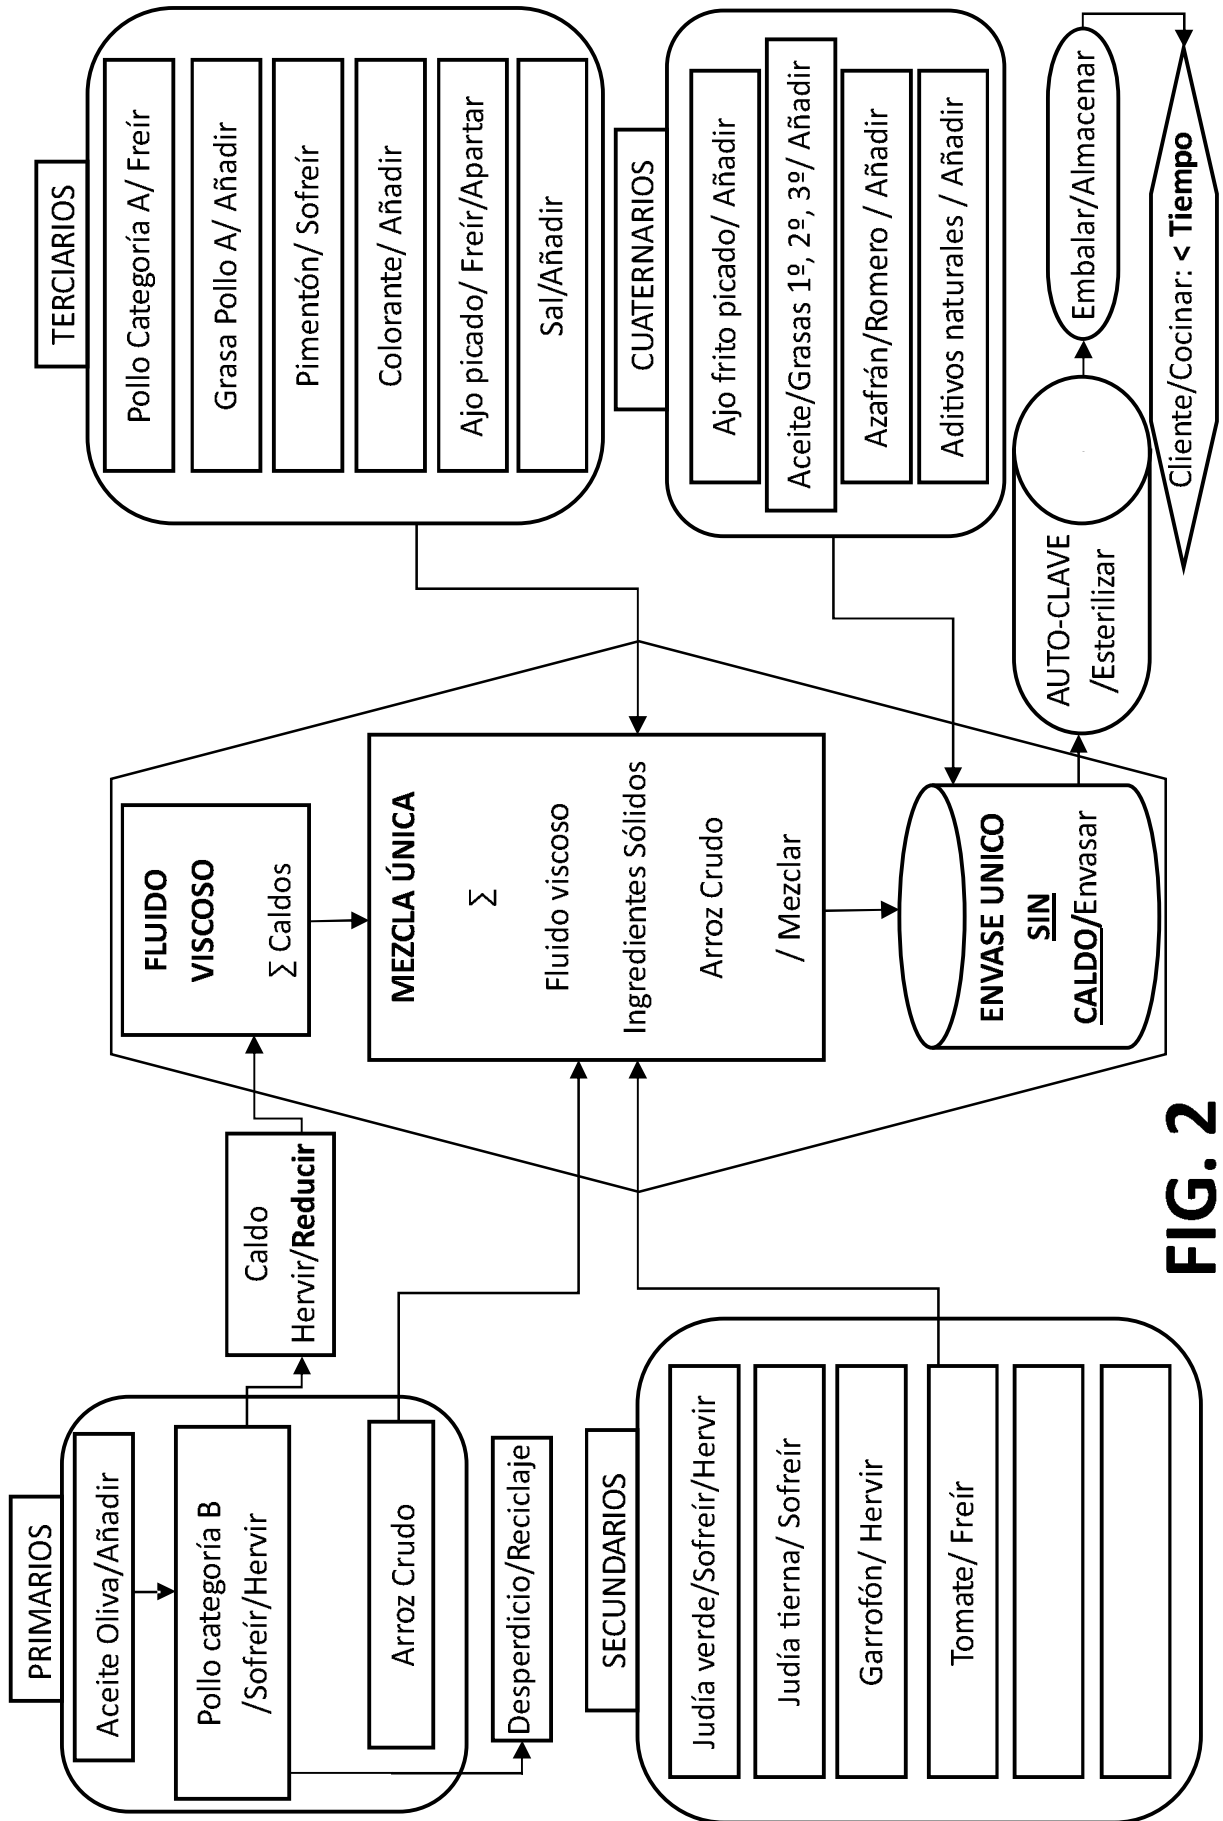 PRIMARIOS
Aceite Oliva/Añadir
Pollo categoría B
/Sofreír/Hervir
Arroz Crudo
Desperdicio/Reciclaje
SECUNDARIOS
Judía verde/Sofreír/Hervir
Judía tierna/ Sofreír
Garrofón/ Hervir
Tomate/ Freír
Caldo
Hervir/Reducir
FLUIDO
VISCOSO
∑ Caldos
MEZCLA ÚNICA
∑
Fluido viscoso
Ingredientes Sólidos
Arroz Crudo
/ Mezclar
ENVASE UNICO
SIN
CALDO/Envasar
TERCIARIOS
Pollo Categoría A/ Freír
Grasa Pollo A/ Añadir
Pimentón/ Sofreír
Colorante/ Añadir
Ajo picado/ Freír/Apartar
Sal/Añadir
CUATERNARIOS
Ajo frito picado/ Añadir
Aceite/Grasas 1º, 2º, 3º/ Añadir
Azafrán/Romero / Añadir
Aditivos naturales / Añadir
AUTO-CLAVE
/Esterilizar
Embalar/Almacenar
Cliente/Cocinar: < Tiempo
FIG. 2